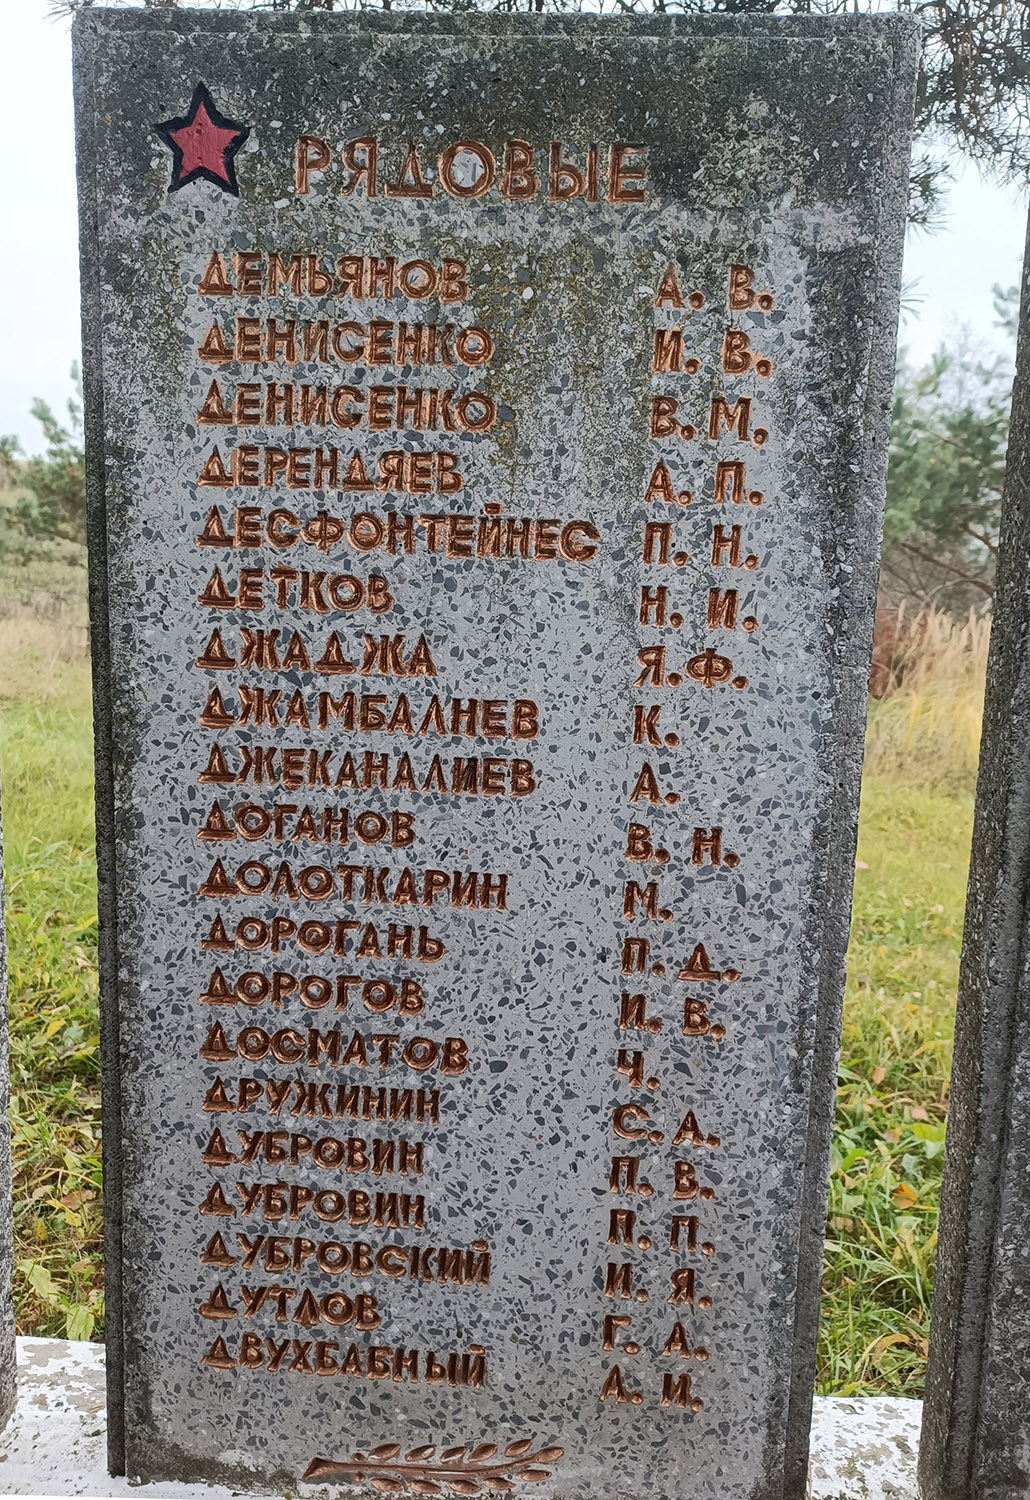 РЯДОВЫЕ
ДЕМЬЯНОВ А. В.
ДЕНИСЕНКО И. В.
ДЕНИСЕНКО В. М.
ДЕРЕНДЯЕВ А. П.
ДЕСФОНТЕЙНЕС П. Н.
ДЕТКОВ Н. И.
ДЖАДЖА Я. Ф.
ДЖАМБАЛНЕВ К.
ДЖЕКАНАЛИЕВ А.
ДОГАНОВ В. Н.
ДОЛОТКАРИН М.
ДОРОГАНЬ П. Д.
ДОРОГОВ И. В.
ДОСМАТОВ Ч.
ДРУЖИНИН С. А.
ДУБРОВИН П. В.
ДУБРОВИН П. П.
ДУБРОВСКИЙ И. Я.
ДУТЛОВ Г. А.
ДВУХБАБНЫЙ А. И.